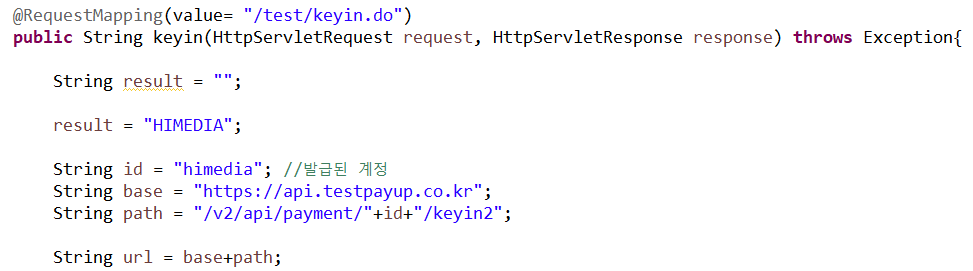 @RequestMapping(value= "/test/keyin.do")
public String keyin(HttpServletRequest request, HttpServletResponse response) throws Exception{
String result = "";
result = "HIMEDIA";
String id = "himedia"; //발급된 계정
String base = "https://api.testpayup.co.kr";
String path = "/v2/api/payment/"+id+"/keyin2";
String url = base+path;